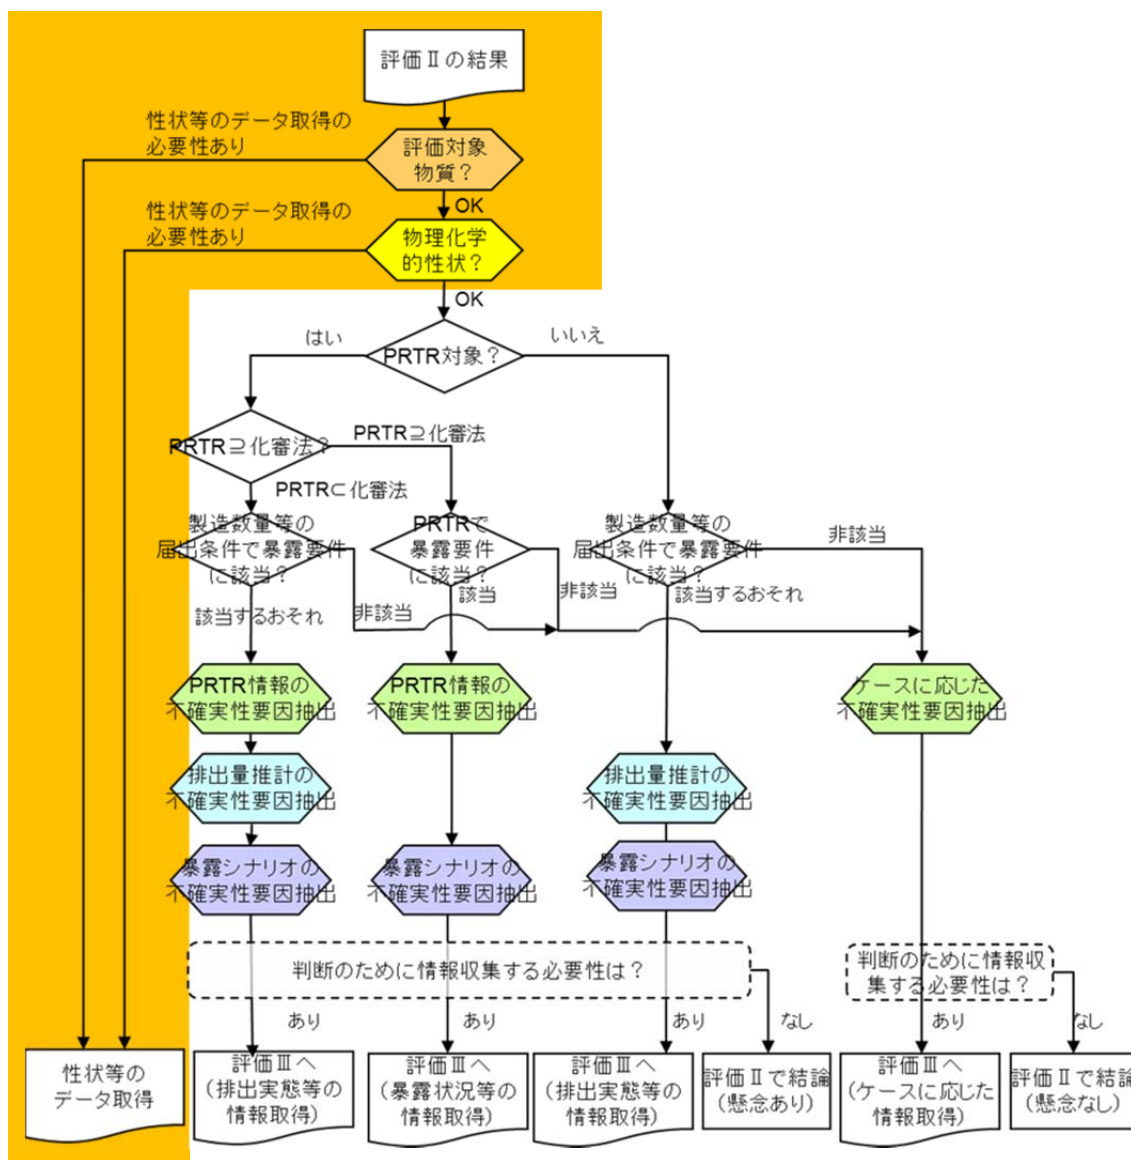 評価Ⅱの結果
性状等のデータ取得の
必要性あり
評価対象
物質？
OK
性状等のデータ取得の
必要性あり
物理化学
的性状？
OK
はい
いいえ
PRTR対象？
PRTR⊇化審法？
PRTR⊇化審法
PRTR⊂化審法
製造数量等の
届出条件で暴露要件
に該当？
PRTRで
暴露要件
に該当？
製造数量等の
届出条件で暴露要件
に該当？
非該当
該当するおそれ
非該当
該当
非該当
該当するおそれ
PRTR情報の
不確実性要因抽出
PRTR情報の
不確実性要因抽出
ケースに応じた
不確実性要因抽出
排出量推計の
不確実性要因抽出
排出量推計の
不確実性要因抽出
暴露シナリオの
不確実性要因抽出
暴露シナリオの
不確実性要因抽出
暴露シナリオの
不確実性要因抽出
判断のために情報収集する必要性は？
判断のために情報収
集する必要性は？
あり
あり
あり
なし
あり
なし
性状等の
データ取得
評価Ⅲへ
(排出実態等の
情報取得)
評価Ⅲへ
(暴露状況等の
情報取得)
評価Ⅲへ
(排出実態等の
情報取得)
評価Ⅱで結論
(懸念あり)
評価Ⅲへ
(ケースに応じた
情報取得)
評価Ⅱで結論
(懸念なし)